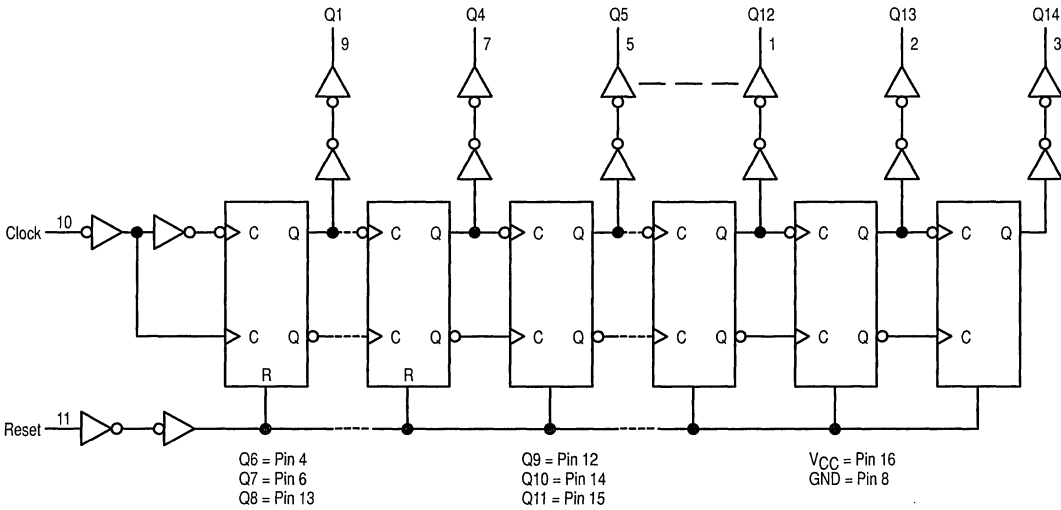 Q1 Q4 Q5 Q12 Q13 Q14
9 7 5 1 2 3
Clock 10 C Q C Q C Q C Q C Q C Q
C Q C Q C Q C Q C Q C
R R
Reset 11
Q6 = Pin 4
Q7 = Pin 6
Q8 = Pin 13
Q9 = Pin 12
Q10 = Pin 14
Q11 = Pin 15
VCC = Pin 16
GND = Pin 8